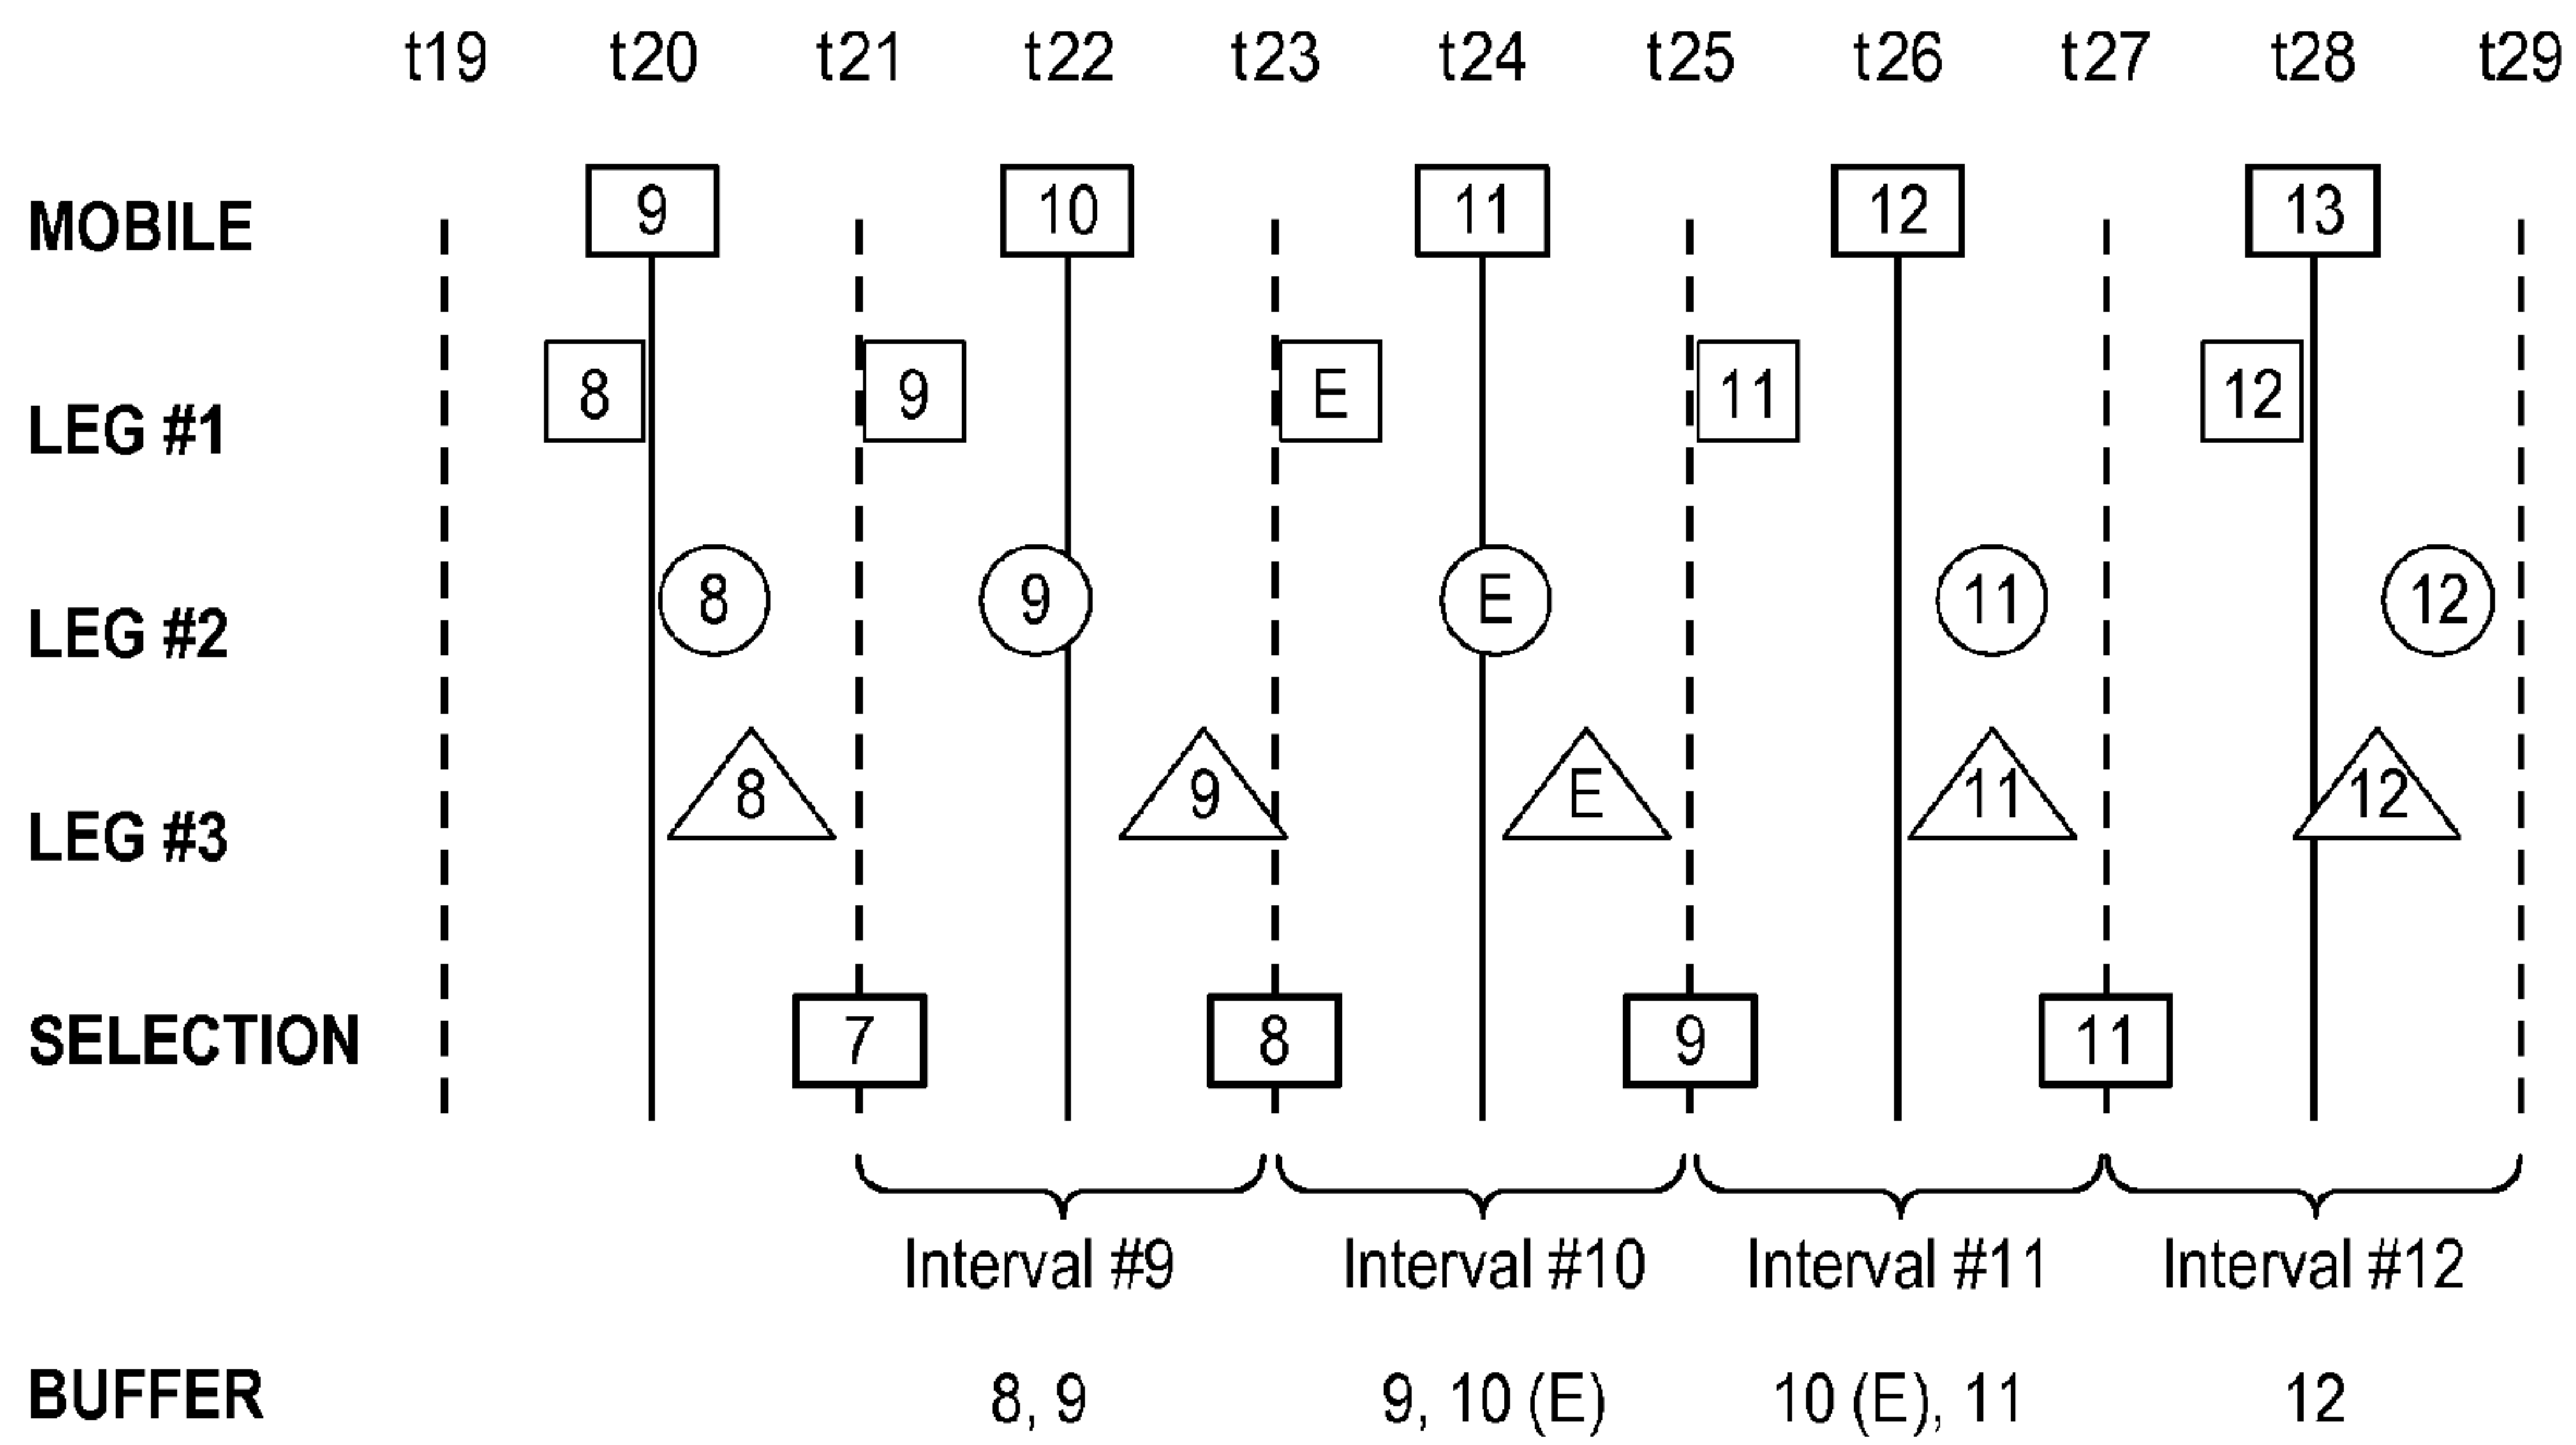 t19 t20 t21 t22 t23 t24 t25 t26 t27 t28 t29
MOBILE 9 10 11 12 13
LEG #1 8 9 E 11 12
LEG #2 8 9 E 11 12
LEG #3 8 9 E 11 12
SELECTION 7 8 9 11
Interval #9 Interval #10 Interval #11 Interval #12
BUFFER 8, 9 9, 10 (E) 10 (E), 11 12